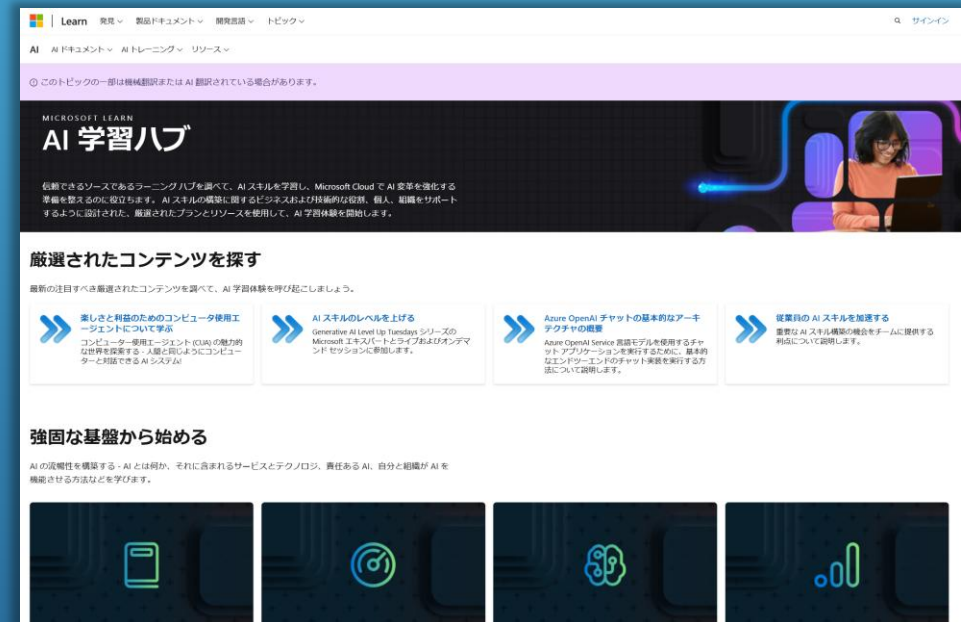 Learn 発見 製品ドキュメント 開発言語 トピック サインイン
AI AI ドキュメント AI トレーニング リソース
このトピックの一部は機械翻訳または AI 翻訳されている場合があります。
MICROSOFT LEARN
AI 学習ハブ
信頼できるソースであるラーニング ハブを調べて、AI スキルを学習し、Microsoft Cloud で AI 変革を強化する
準備を整えるのに役立ちます。 AI スキルの構築に関するビジネスおよび技術的な役割、個人、組織をサポート
するように設計された、厳選されたプランとリソースを使用して、AI 学習体験を開始します。
厳選されたコンテンツを探す
最新の注目すべき厳選されたコンテンツを調べて、AI 学習体験を呼び起こしましょう。
楽しさと利益のためのコンピュータ使用エ
ージェントについて学ぶ
コンピューター使用エージェント (CUA) の魅力的
な世界を探索する - 人間と同じようにコンピュー
ターと対話できる AI システム!
AI スキルのレベルを上げる
Generative AI Level Up Tuesdays シリーズの
Microsoft エキスパートとライブおよびオンデマ
ンド セッションに参加します。
Azure OpenAI チャットの基本的なアーキ
テクチャの概要
Azure OpenAI Service 言語モデルを使用するチャ
ット アプリケーションを実行するために、基本的
なエンドツーエンドのチャット実装を実行する方
法について説明します。
従業員の AI スキルを加速する
重要な AI スキル構築の機会をチームに提供する
利点について説明します。
強固な基盤から始める
AI の流暢性を構築する - AI とは何か、それに含まれるサービスとテクノロジ、責任ある AI、自分と組織が AI を
機能させる方法などを学びます。